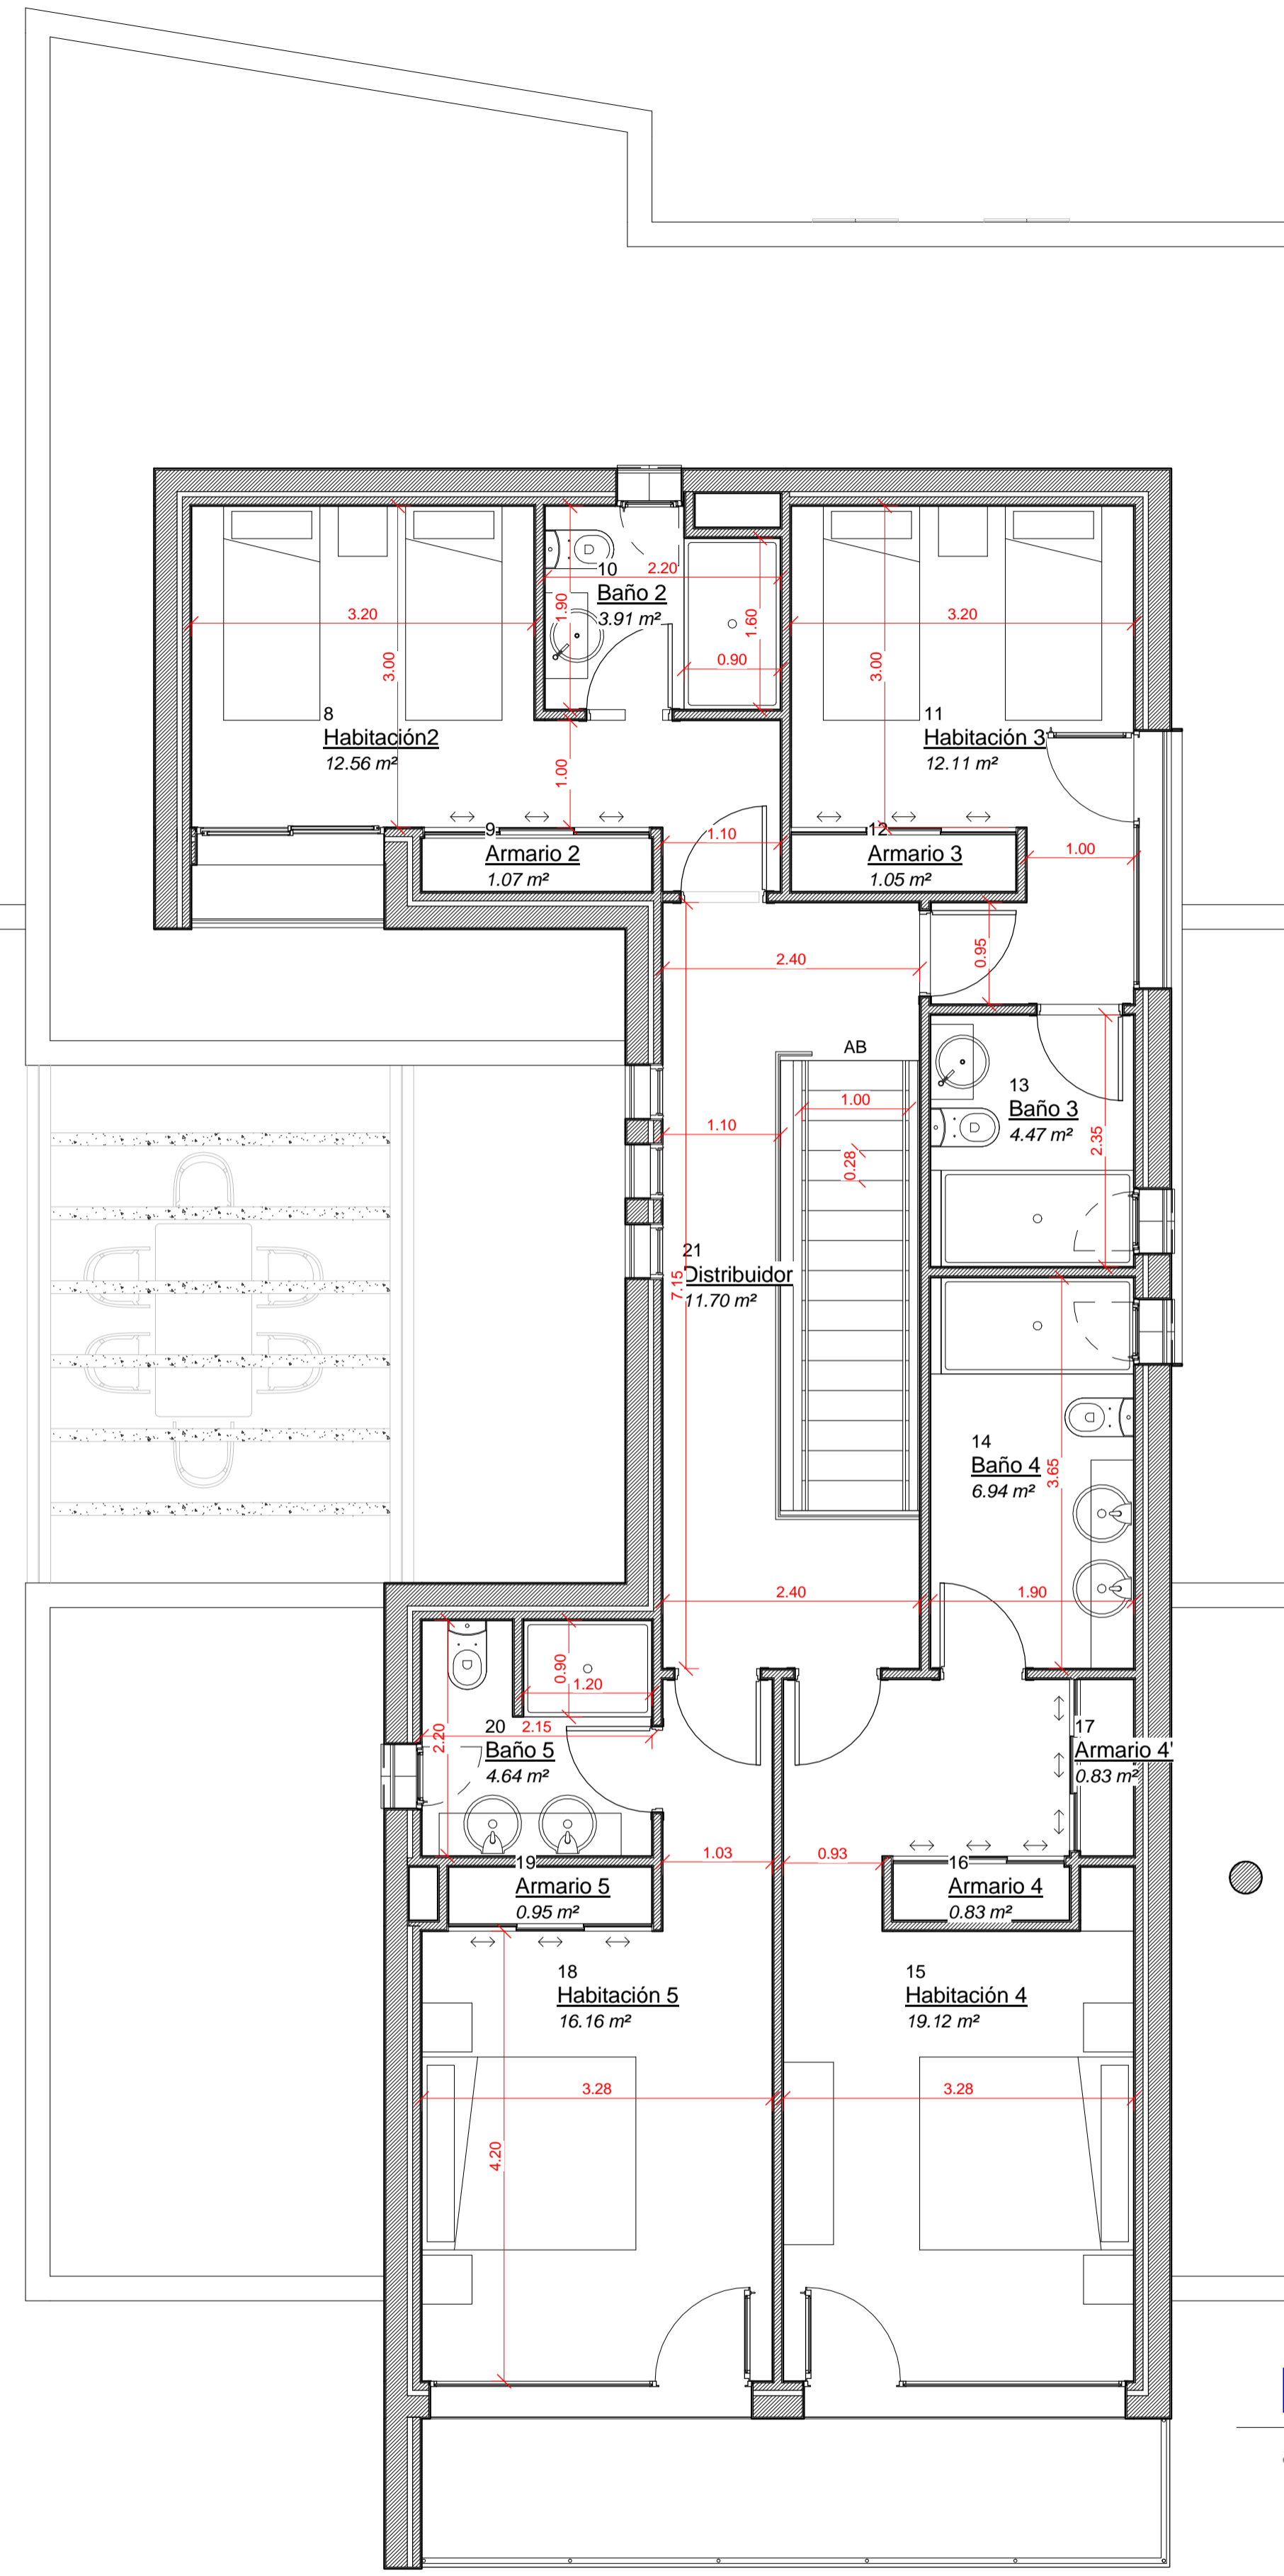 10
2.20
Baño 2
3.91 m²
1.90
1.60
0.90
3.20
3.00
3.20
3.00
8
Habitación2
12.56 m²
11
Habitación 3
12.11 m²
1.00
9
Armario 2
1.07 m²
1.10
12
Armario 3
1.05 m²
1.00
2.40
0.95
AB
1.00
1.10
0.28
13
Baño 3
4.47 m²
2.35
21
Distribuidor
11.70 m²
7.15
14
Baño 4
6.94 m²
3.65
2.40
1.90
0.90
1.20
2.20
20
2.15
Baño 5
4.64 m²
17
Armario 4'
0.83 m²
1.03
0.93
19
Armario 5
0.95 m²
16
Armario 4
0.83 m²
18
Habitación 5
16.16 m²
15
Habitación 4
19.12 m²
3.28
3.28
4.20